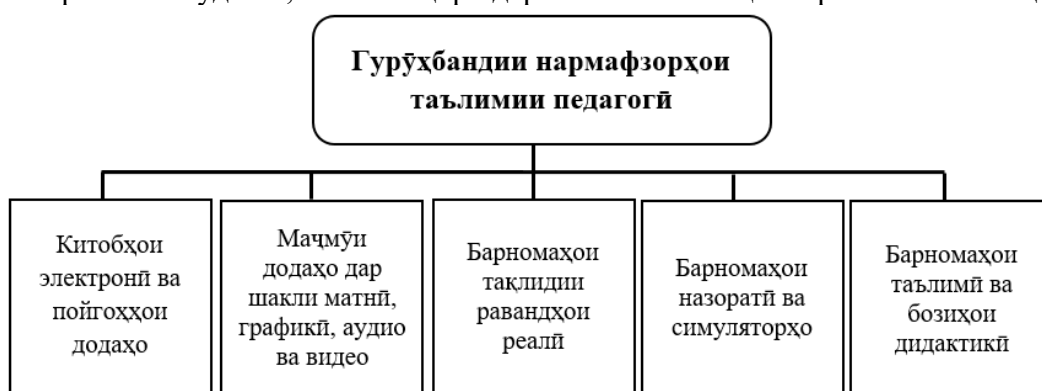 Гурӯҳбандии нармафзорҳои
таълимии педагогӣ
Китобҳои
электронӣ ва
пойгоҳҳои
додаҳо
Маҷмӯи
додаҳо дар
шакли матнӣ,
графикӣ, аудио
ва видео
Барномаҳои
тақлидии
равандҳои
реалӣ
Барномаҳои
назоратӣ ва
симуляторҳо
Барномаҳои
таълимӣ ва
бозиҳои
дидактикӣ